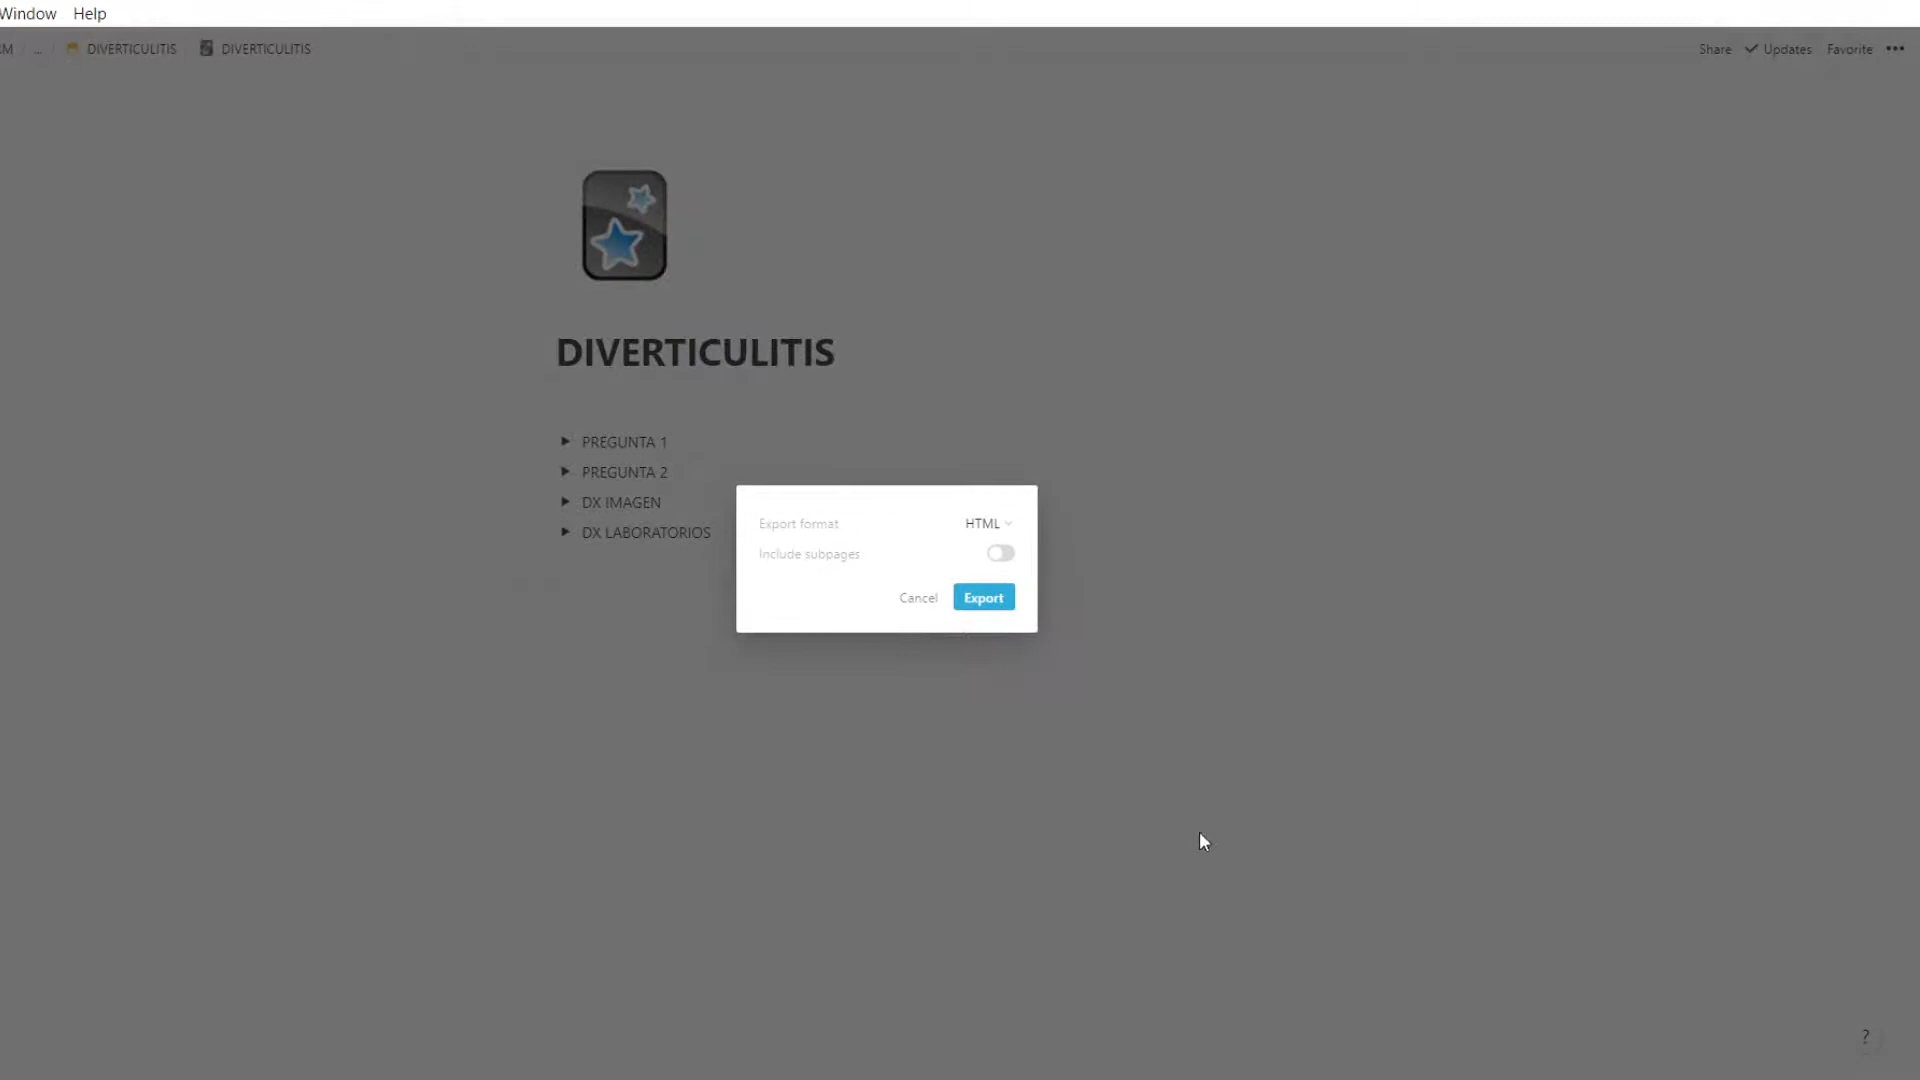 Window Help
RM / ... / DIVERTICULITIS / DIVERTICULITIS
Share Updates Favorite •••
DIVERTICULITIS
PREGUNTA 1
PREGUNTA 2
DX IMAGEN
DX LABORATORIOS
Export format HTML
Include subpages
Cancel Export
?